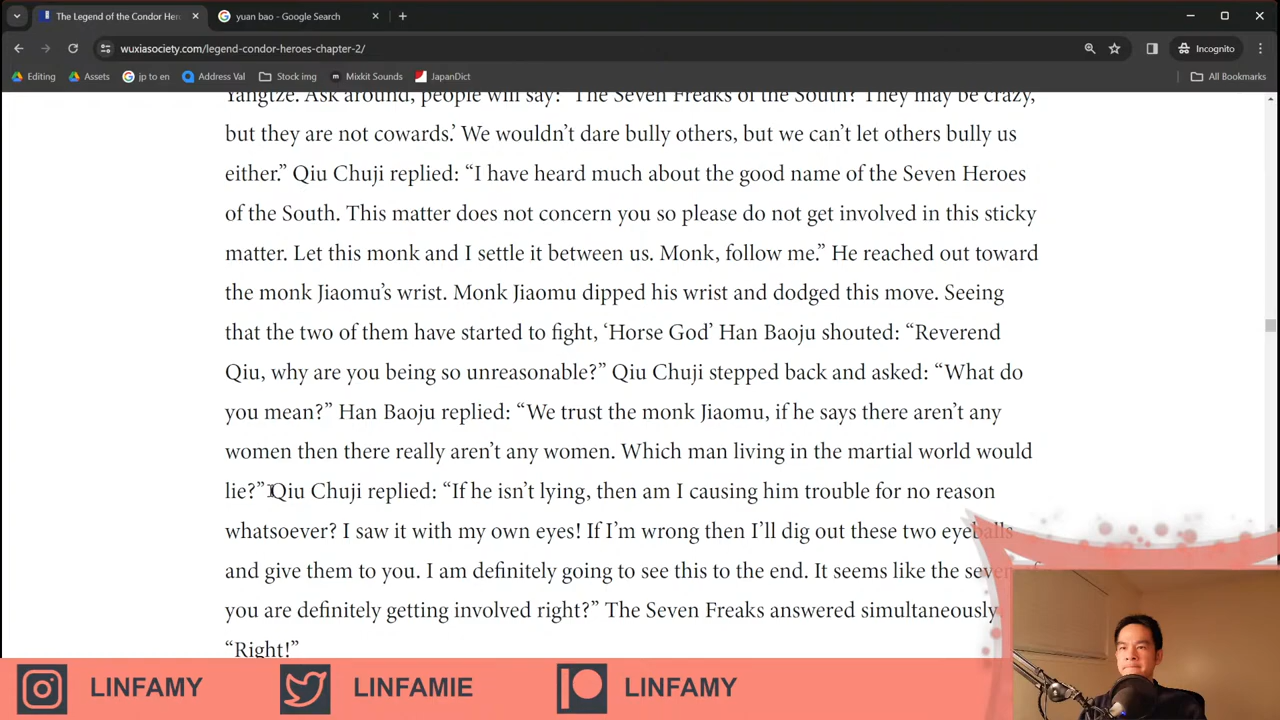 The Legend of the Condor Her
yuan bao - Google Search
wuxiasociety.com/legend-condor-heroes-chapter-2/
Incognito
Editing
Assets
jp to en
Address Val
Stock img
Mixkit Sounds
JapanDict
All Bookmarks
Yangtze. Ask around, people will say: 'The Seven Freaks of the South? They may be crazy,
but they are not cowards.’ We wouldn’t dare bully others, but we can’t let others bully us
either.” Qiu Chuji replied: “I have heard much about the good name of the Seven Heroes
of the South. This matter does not concern you so please do not get involved in this sticky
matter. Let this monk and I settle it between us. Monk, follow me.” He reached out toward
the monk Jiaomu’s wrist. Monk Jiaomu dipped his wrist and dodged this move. Seeing
that the two of them have started to fight, ‘Horse God’ Han Baoju shouted: “Reverend
Qiu, why are you being so unreasonable?” Qiu Chuji stepped back and asked: “What do
you mean?” Han Baoju replied: “We trust the monk Jiaomu, if he says there aren’t any
women then there really aren’t any women. Which man living in the martial world would
lie?” Qiu Chuji replied: “If he isn’t lying, then am I causing him trouble for no reason
whatsoever? I saw it with my own eyes! If I’m wrong then I’ll dig out these two eyeballs
and give them to you. I am definitely going to see this to the end. It seems like the seven
you are definitely getting involved right?” The Seven Freaks answered simultaneously
“Right!”
LINFAMY
LINFAMIE
LINFAMY